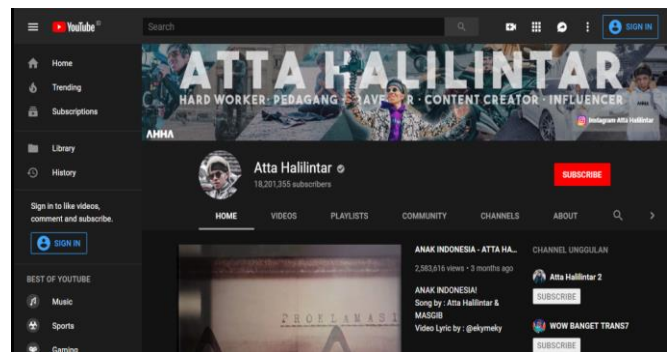 YouTube ID
Search
SIGN IN
Home
Trending
Subscriptions
Library
History
Sign in to like videos,
comment and subscribe.
SIGN IN
BEST OF YOUTUBE
Music
Sports
Gaming
ATTA HALILINTAR
HARD WORKER: PEDAGANG · CONTENT CREATOR · INFLUENCER
AHHA
Instagram Atta Halilintar
Atta Halilintar
18,201,355 subscribers
SUBSCRIBE
HOME VIDEOS PLAYLISTS COMMUNITY CHANNELS ABOUT
PROKLAMASI
ANAK INDONESIA - ATTA HA...
2,583,616 views • 3 months ago
ANAK INDONESIA!
Song by : Atta Halilintar &
MASGIB
Video Lyric by : @ekymeky
CHANNEL UNGGULAN
Atta Halilintar 2
SUBSCRIBE
WOW BANGET TRANS7
SUBSCRIBE